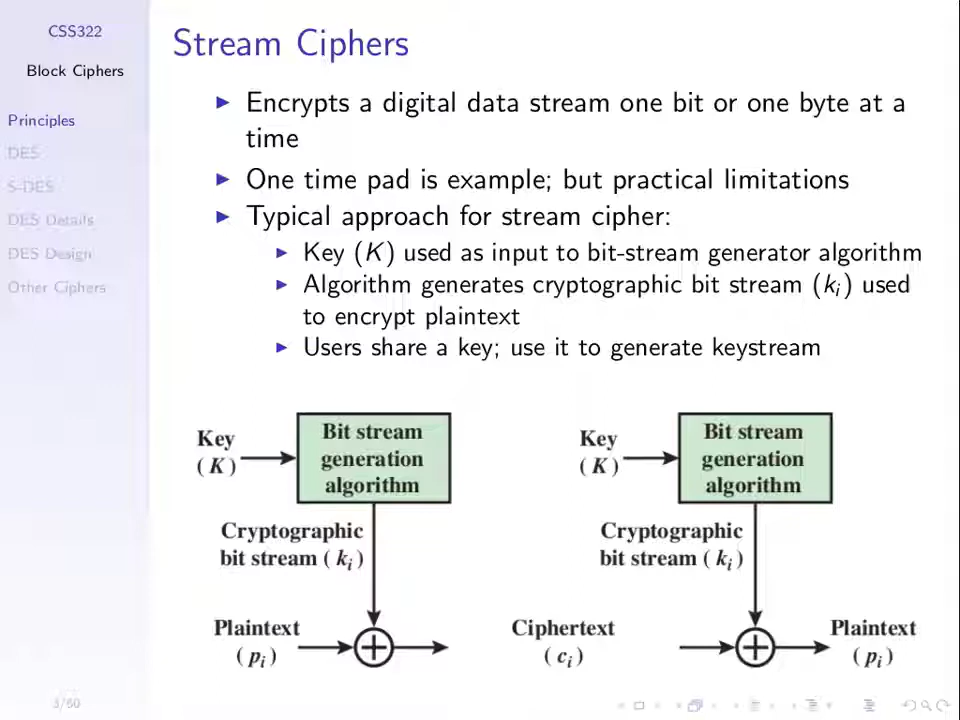 CSS322
Block Ciphers
Principles
DES
S-DES
DES Details
DES Design
Other Ciphers
Stream Ciphers
▶ Encrypts a digital data stream one bit or one byte at a
time
▶ One time pad is example; but practical limitations
▶ Typical approach for stream cipher:
▶ Key (K) used as input to bit-stream generator algorithm
▶ Algorithm generates cryptographic bit stream (kᵢ) used
to encrypt plaintext
▶ Users share a key; use it to generate keystream
Key
(K)
Bit stream
generation
algorithm
Cryptographic
bit stream (kᵢ)
Plaintext
(pᵢ)
Ciphertext
(cᵢ)
Key
(K)
Bit stream
generation
algorithm
Cryptographic
bit stream (kᵢ)
Plaintext
(pᵢ)
3/60